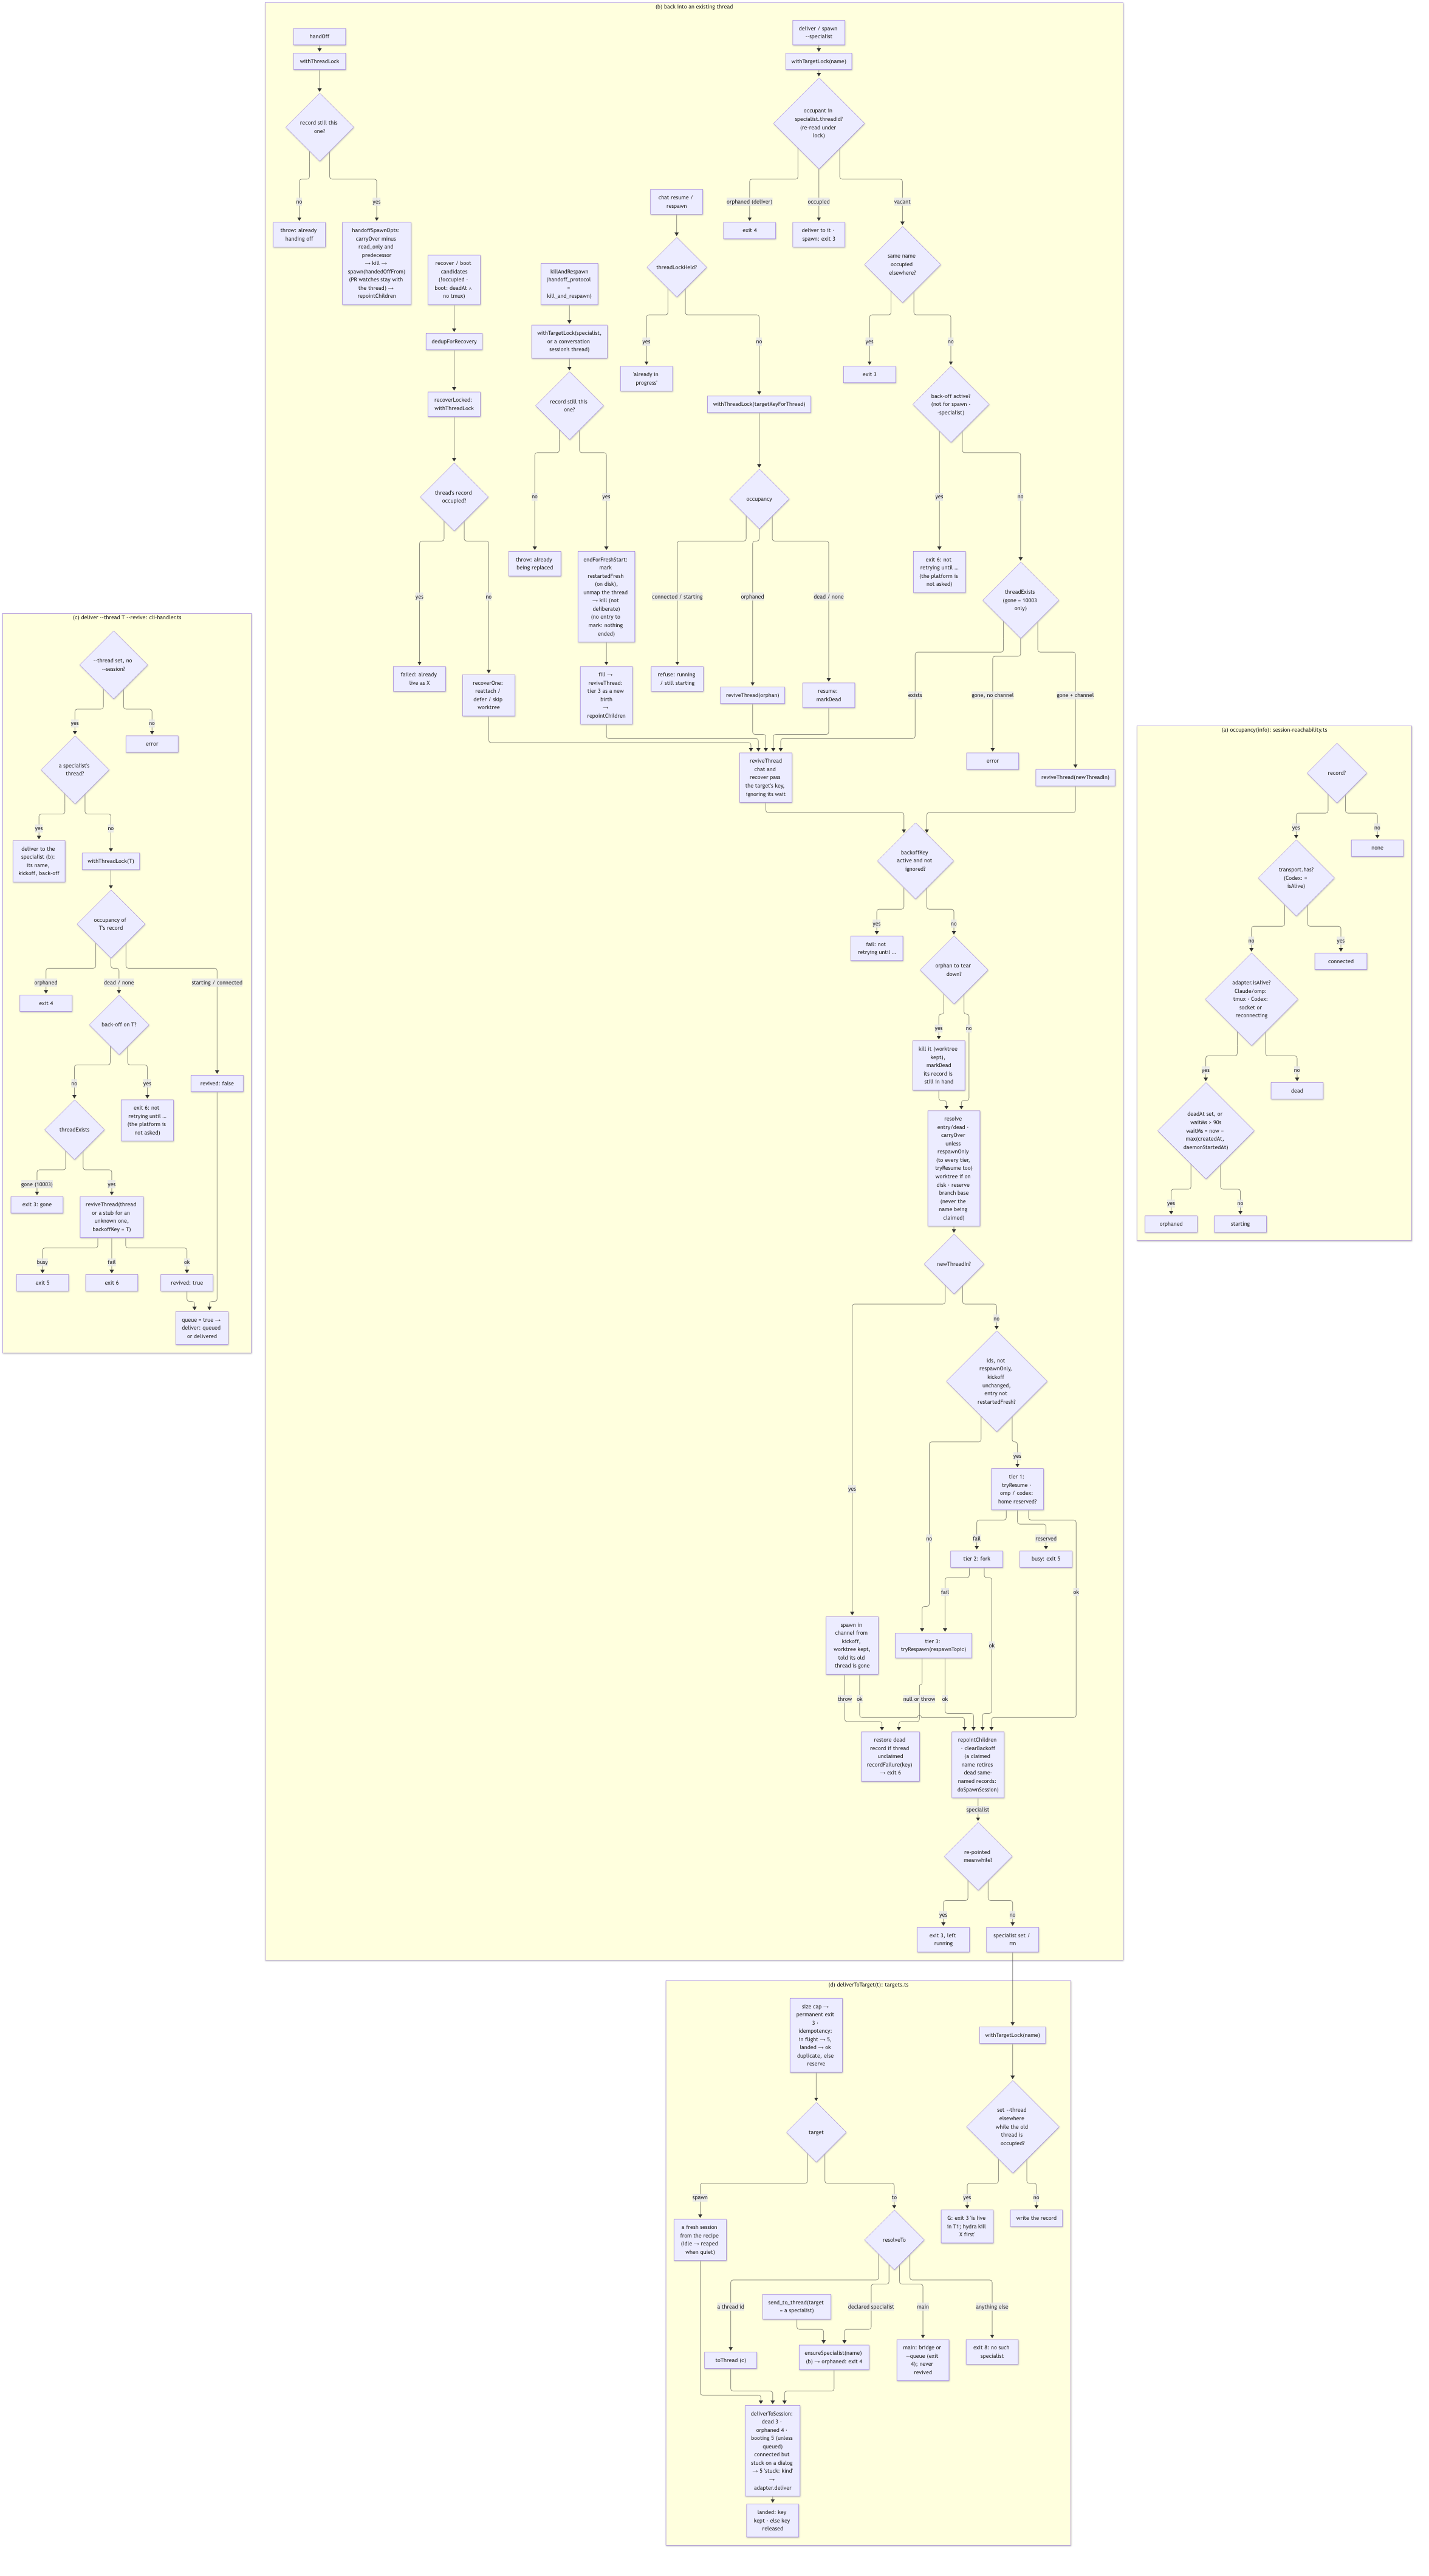 (b) back into an existing thread
handOff
withThreadLock
record still this
one?
no
yes
throw: already
handing off
handoffSpawnOpts:
carryOver minus
read_only and
predecessor
→ kill →
spawn(handedOffFrom)
(PR watches stay with
the thread) →
repointChildren
recover / boot
candidates
(!occupied ·
boot: deadAt ∧
no tmux)
dedupForRecovery
recoverLocked:
withThreadLock
thread's record
occupied?
yes
no
failed: already
live as X
recoverOne:
reattach /
defer / skip
worktree
killAndRespawn
(handoff_protocol
=
kill_and_respawn)
withTargetLock(specialist,
or a conversation
session's thread)
record still this
one?
no
yes
throw: already
being replaced
endForFreshStart:
mark
restartedFresh
(on disk),
unmap the thread
→ kill (not
deliberate)
(no entry to
mark: nothing
ended)
fill →
reviveThread:
tier 3 as a new
birth
→
repointChildren
chat resume /
respawn
threadLockHeld?
yes
no
'already in
progress'
withThreadLock(targetKeyForThread)
occupancy
connected / starting
orphaned
dead / none
refuse: running
/ still starting
reviveThread(orphan)
resume:
markDead
deliver / spawn
--specialist
withTargetLock(name)
occupant in
specialist.threadId?
(re-read under
lock)
orphaned (deliver)
occupied
vacant
exit 4
deliver to it ·
spawn: exit 3
same name
occupied
elsewhere?
yes
no
exit 3
back-off active?
(not for spawn -
-specialist)
yes
no
exit 6: not
retrying until …
(the platform is
not asked)
threadExists
(gone = 10003
only)
exists
gone, no channel
gone + channel
error
reviveThread(newThreadIn)
reviveThread
chat and
recover pass
the target's key,
ignoring its wait
backoffKey
active and not
ignored?
yes
no
fail: not
retrying until …
orphan to tear
down?
yes
no
kill it (worktree
kept),
markDead
its record is
still in hand
resolve
entry/dead ·
carryOver
unless
respawnOnly
(to every tier,
tryResume too)
worktree if on
disk · reserve
branch base
(never the
name being
claimed)
newThreadIn?
yes
no
ids, not
respawnOnly,
kickoff
unchanged,
entry not
restartedFresh?
no
yes
tier 1:
tryResume ·
omp / codex:
home reserved?
fail
reserved
ok
tier 2: fork
busy: exit 5
fail
ok
spawn in
channel from
kickoff,
worktree kept,
told its old
thread is gone
tier 3:
tryRespawn(respawnTopic)
throw
ok
null or throw
ok
restore dead
record if thread
unclaimed
recordFailure(key)
→ exit 6
repointChildren
· clearBackoff
(a claimed
name retires
dead same-
named records:
doSpawnSession)
specialist
re-pointed
meanwhile?
yes
no
exit 3, left
running
specialist set /
rm
(c) deliver --thread T --revive: cli-handler.ts
--thread set, no
--session?
yes
no
error
a specialist's
thread?
yes
no
deliver to the
specialist (b):
its name,
kickoff, back-off
withThreadLock(T)
occupancy of
T's record
orphaned
dead / none
starting / connected
exit 4
back-off on T?
no
yes
revived: false
exit 6: not
retrying until …
(the platform is
not asked)
threadExists
gone (10003)
yes
exit 3: gone
reviveThread(thread
or a stub for an
unknown one,
backoffKey = T)
busy
fail
ok
exit 5
exit 6
revived: true
queue = true →
deliver: queued
or delivered
(a) occupancy(info): session-reachability.ts
record?
yes
no
none
transport.has?
(Codex: =
isAlive)
no
yes
connected
adapter.isAlive?
Claude/omp:
tmux · Codex:
socket or
reconnecting
yes
no
dead
deadAt set, or
waitMs > 90s
waitMs = now −
max(createdAt,
daemonStartedAt)
yes
no
orphaned
starting
(d) deliverToTarget(t): targets.ts
size cap →
permanent exit
3 ·
idempotency:
in flight → 5,
landed → ok
duplicate, else
reserve
target
spawn
to
a fresh session
from the recipe
(idle → reaped
when quiet)
resolveTo
a thread id
declared specialist
main
anything else
send_to_thread(target
= a specialist)
toThread (c)
ensureSpecialist(name)
(b) → orphaned: exit 4
main: bridge or
--queue (exit
4); never
revived
exit 8: no such
specialist
deliverToSession:
dead 3 ·
orphaned 4 ·
booting 5 (unless
queued)
connected but
stuck on a dialog
→ 5 'stuck: kind'
→
adapter.deliver
landed: key
kept · else key
released
withTargetLock(name)
set --thread
elsewhere
while the old
thread is
occupied?
yes
no
G: exit 3 'is live
in T1; hydra kill
X first'
write the record